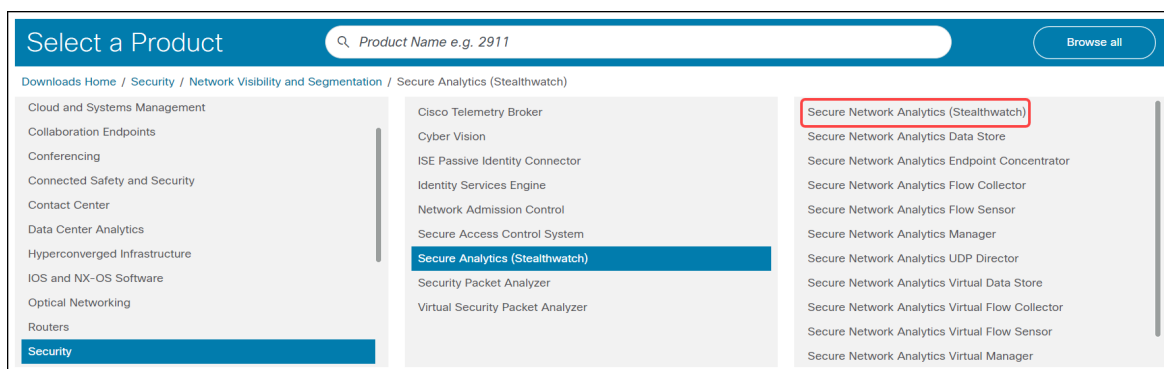 Select a Product
Product Name e.g. 2911
Browse all
Downloads Home / Security / Network Visibility and Segmentation / Secure Analytics (Stealthwatch)
Cloud and Systems Management
Collaboration Endpoints
Conferencing
Connected Safety and Security
Contact Center
Data Center Analytics
Hyperconverged Infrastructure
IOS and NX-OS Software
Optical Networking
Routers
Security
Cisco Telemetry Broker
Cyber Vision
ISE Passive Identity Connector
Identity Services Engine
Network Admission Control
Secure Access Control System
Secure Analytics (Stealthwatch)
Security Packet Analyzer
Virtual Security Packet Analyzer
Secure Network Analytics (Stealthwatch)
Secure Network Analytics Data Store
Secure Network Analytics Endpoint Concentrator
Secure Network Analytics Flow Collector
Secure Network Analytics Flow Sensor
Secure Network Analytics Manager
Secure Network Analytics UDP Director
Secure Network Analytics Virtual Data Store
Secure Network Analytics Virtual Flow Collector
Secure Network Analytics Virtual Flow Sensor
Secure Network Analytics Virtual Manager